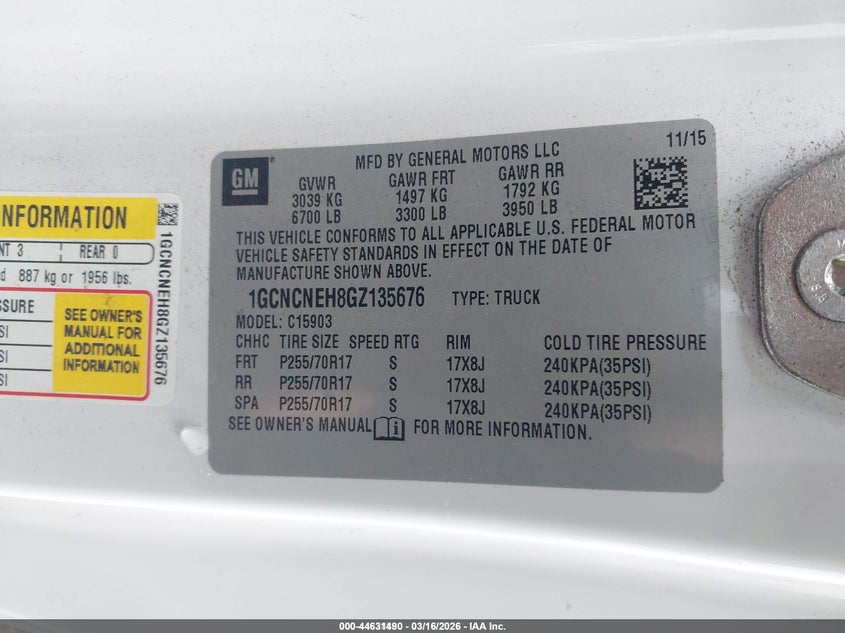 NFORMATION
NT 3 REAR 0
d 887 kg or 1956 lbs.
SSURE
SI
SI
SI
SEE OWNER'S
MANUAL FOR
ADDITIONAL
INFORMATION
1GCNCNEH8GZ135676
GM
MFD BY GENERAL MOTORS LLC
11/15
GVWR GAWR FRT GAWR RR
3039 KG 1497 KG 1792 KG
6700 LB 3300 LB 3950 LB
THIS VEHICLE CONFORMS TO ALL APPLICABLE U.S. FEDERAL MOTOR
VEHICLE SAFETY STANDARDS IN EFFECT ON THE DATE OF
MANUFACTURE SHOWN ABOVE.
1GCNCNEH8GZ135676 TYPE: TRUCK
MODEL: C15903
CHHC TIRE SIZE SPEED RTG RIM COLD TIRE PRESSURE
FRT P255/70R17 S 17X8J 240KPA(35PSI)
RR P255/70R17 S 17X8J 240KPA(35PSI)
SPA P255/70R17 S 17X8J 240KPA(35PSI)
SEE OWNER'S MANUAL i FOR MORE INFORMATION.
000-44631490 - 03/16/2026 - IAA Inc.